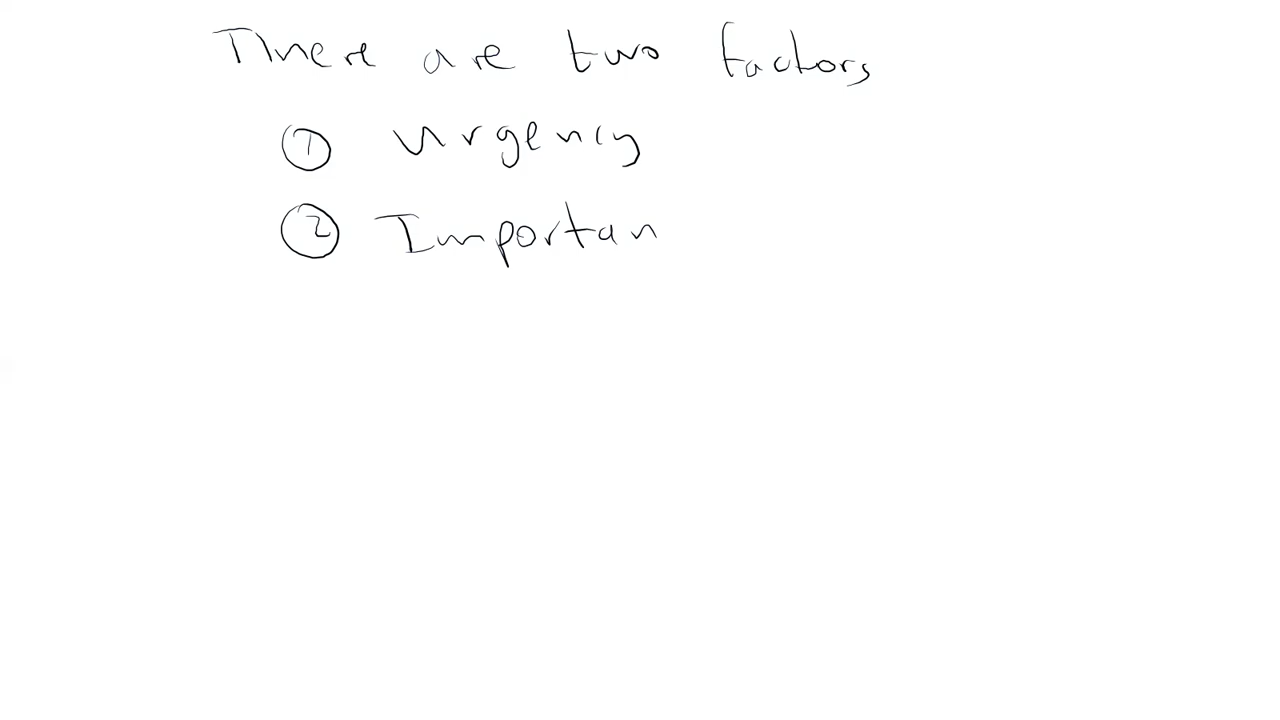 There are two factors
① Urgency
② Importan